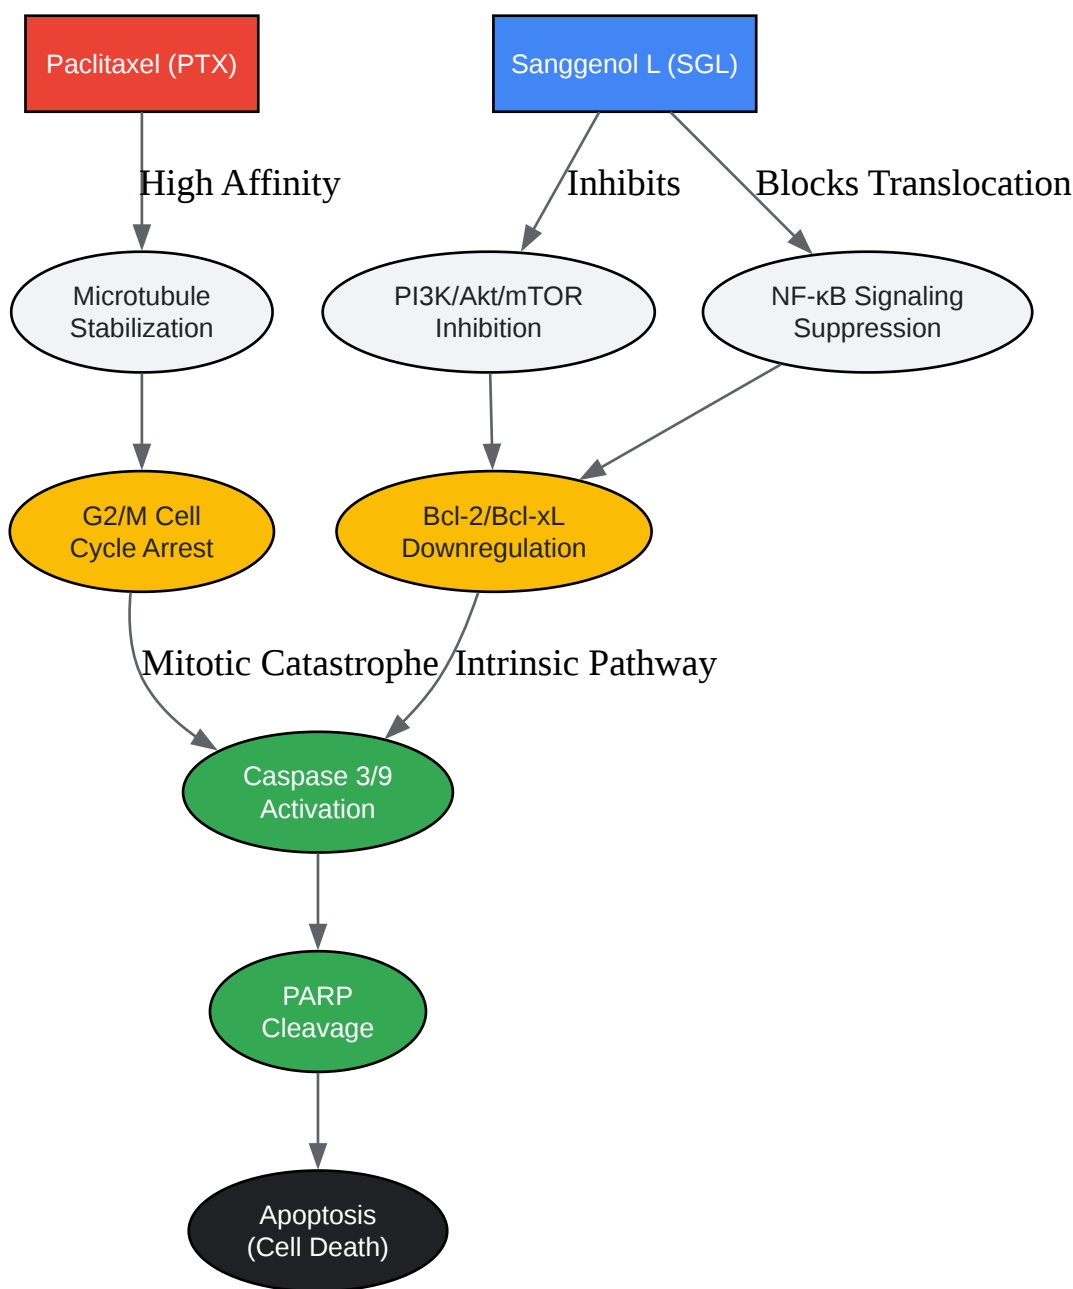 Paclitaxel (PTX)
Sanggenol L (SGL)
High Affinity
Inhibits
Blocks Translocation
Microtubule
Stabilization
PI3K/Akt/mTOR
Inhibition
NF-κB Signaling
Suppression
G2/M Cell
Cycle Arrest
Bcl-2/Bcl-xL
Downregulation
Mitotic Catastrophe
Intrinsic Pathway
Caspase 3/9
Activation
PARP
Cleavage
Apoptosis
(Cell Death)